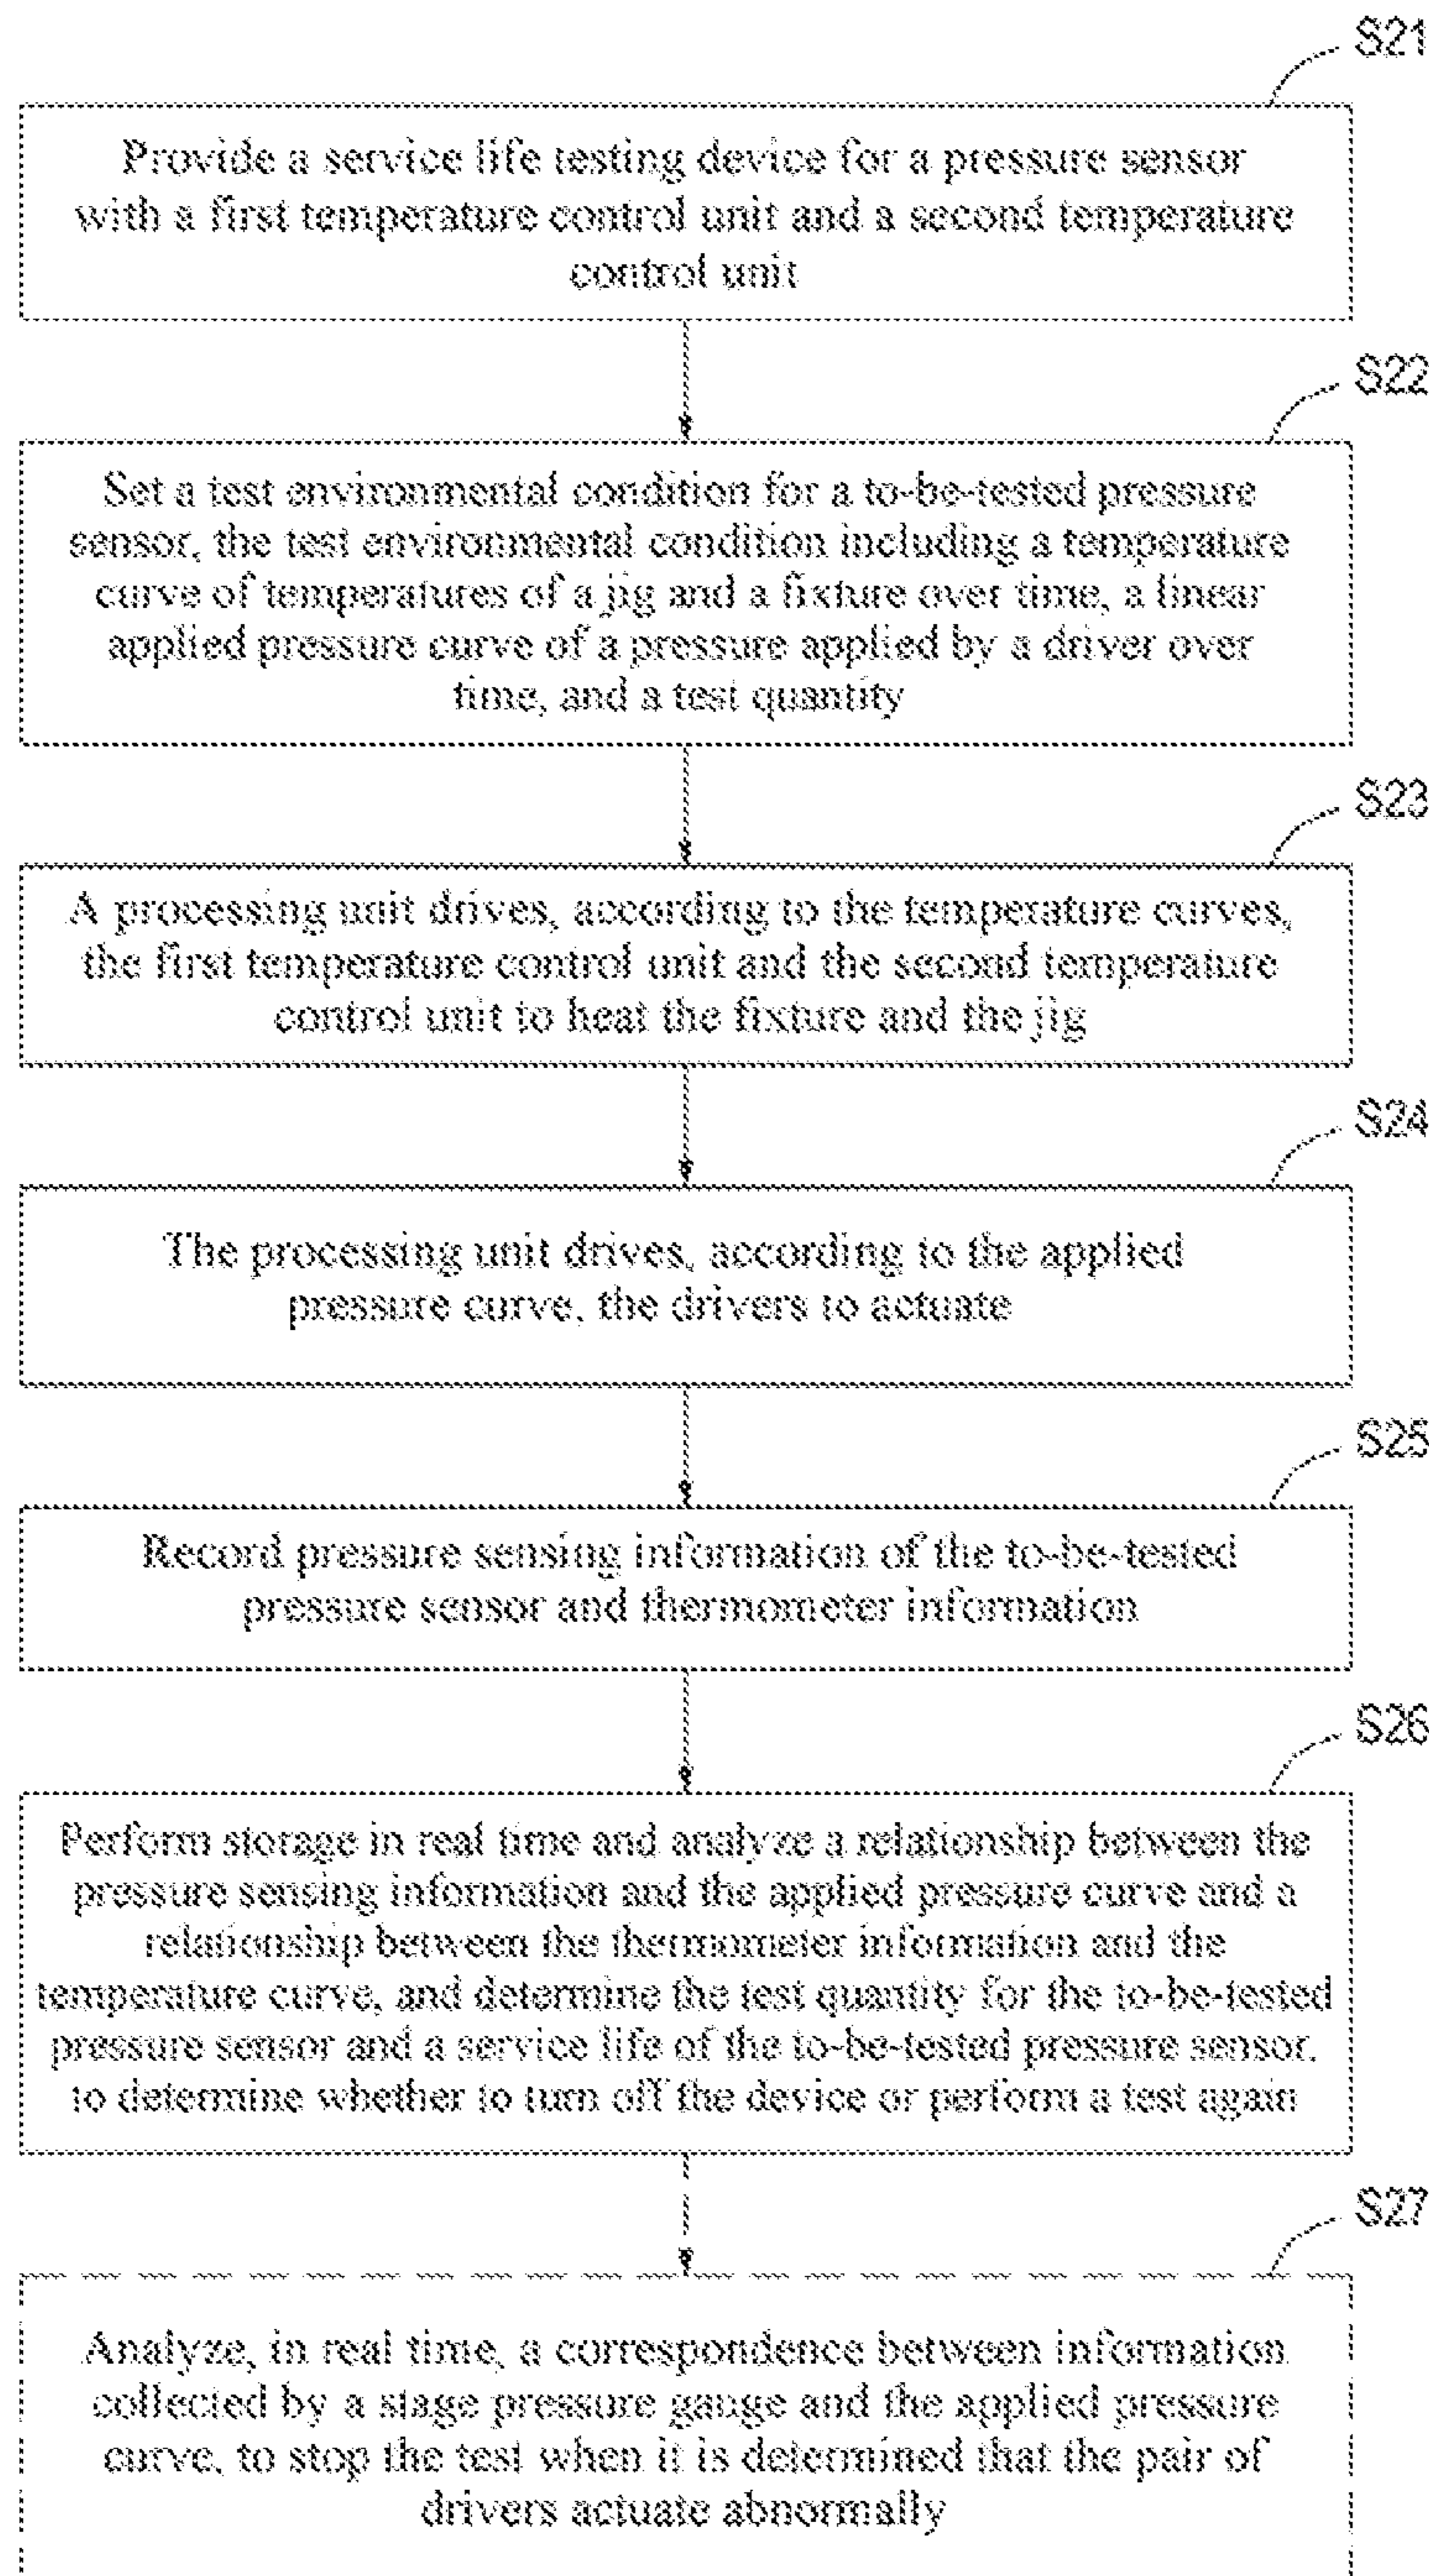 S21
Provide a service life testing device for a pressure sensor
with a first temperature control unit and a second temperature
control unit
S22
Set a test environmental condition for a to-be-tested pressure
sensor, the test environmental condition including a temperature
curve of temperatures of a jig and a fixture over time, a linear
applied pressure curve of a pressure applied by a driver over
time, and a test quantity
S23
A processing unit drives, according to the temperature curves,
the first temperature control unit and the second temperature
control unit to heat the fixture and the jig
S24
The processing unit drives, according to the applied
pressure curve, the drivers to actuate
S25
Record pressure sensing information of the to-be-tested
pressure sensor and thermometer information
S26
Perform storage in real time and analyze a relationship between the
pressure sensing information and the applied pressure curve and a
relationship between the thermometer information and the
temperature curve, and determine the test quantity for the to-be-tested
pressure sensor and a service life of the to-be-tested pressure sensor,
to determine whether to turn off the device or perform a test again
S27
Analyze, in real time, a correspondence between information
collected by a stage pressure gauge and the applied pressure
curve, to stop the test when it is determined that the pair of
drivers actuate abnormally